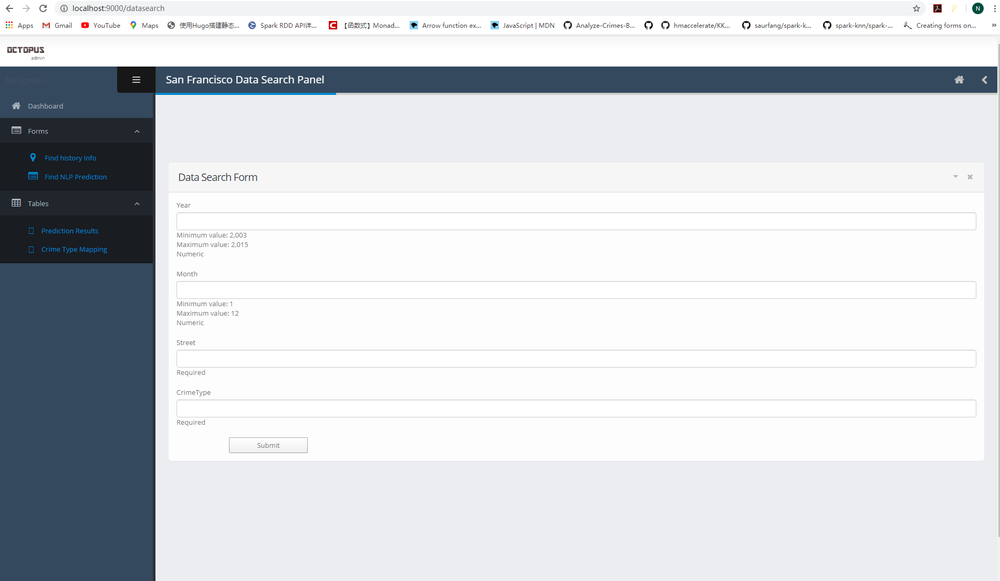 localhost:9000/datasearch
N
Apps
Gmail
YouTube
Maps
使用Hugo搭建静态...
Spark RDD API详...
【函数式】Monad...
Arrow function ex...
JavaScript | MDN
Analyze-Crimes-B...
hmaccelerate/KK...
saurfang/spark-k...
spark-knn/spark-...
Creating forms on...
»
OCTOPUS
admin
Navigation
San Francisco Data Search Panel
Dashboard
Forms
Find history Info
Find NLP Prediction
Tables
Prediction Results
Crime Type Mapping
Data Search Form
Year
Minimum value: 2,003
Maximum value: 2,015
Numeric
Month
Minimum value: 1
Maximum value: 12
Numeric
Street
Required
CrimeType
Required
Submit